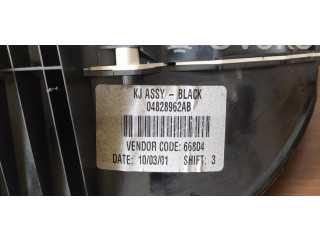 KJ ASSY - BLACK
04828962AB
VENDOR CODE: 66804
DATE: 10/03/01 SHIFT: 3